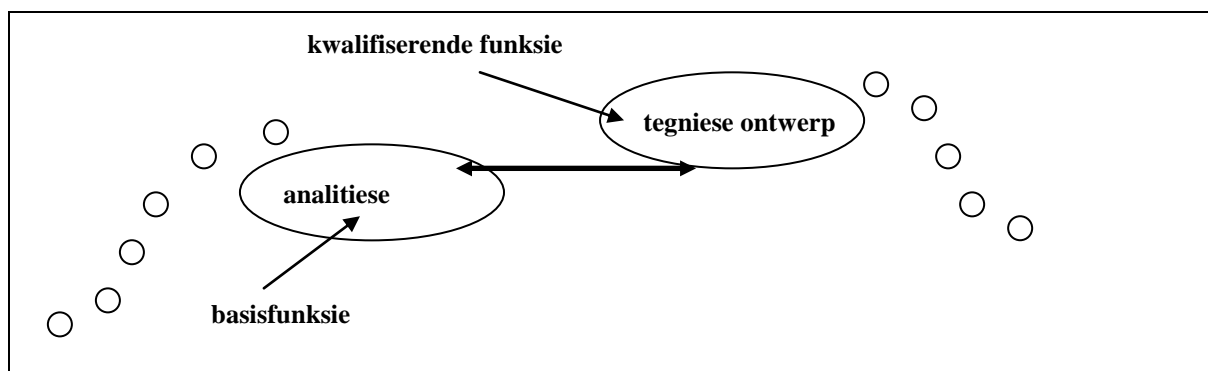 kwalifiserende funksie
tegniese ontwerp
analitiese
basisfunksie